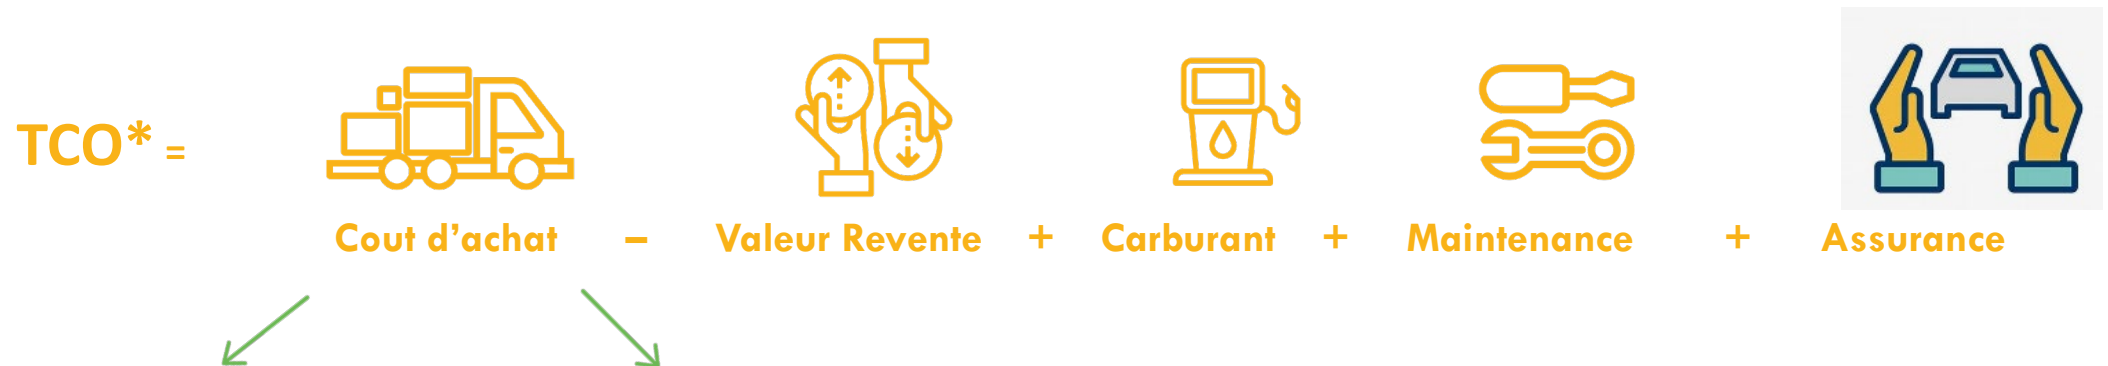 TCO* =
Cout d’achat – Valeur Revente + Carburant + Maintenance + Assurance